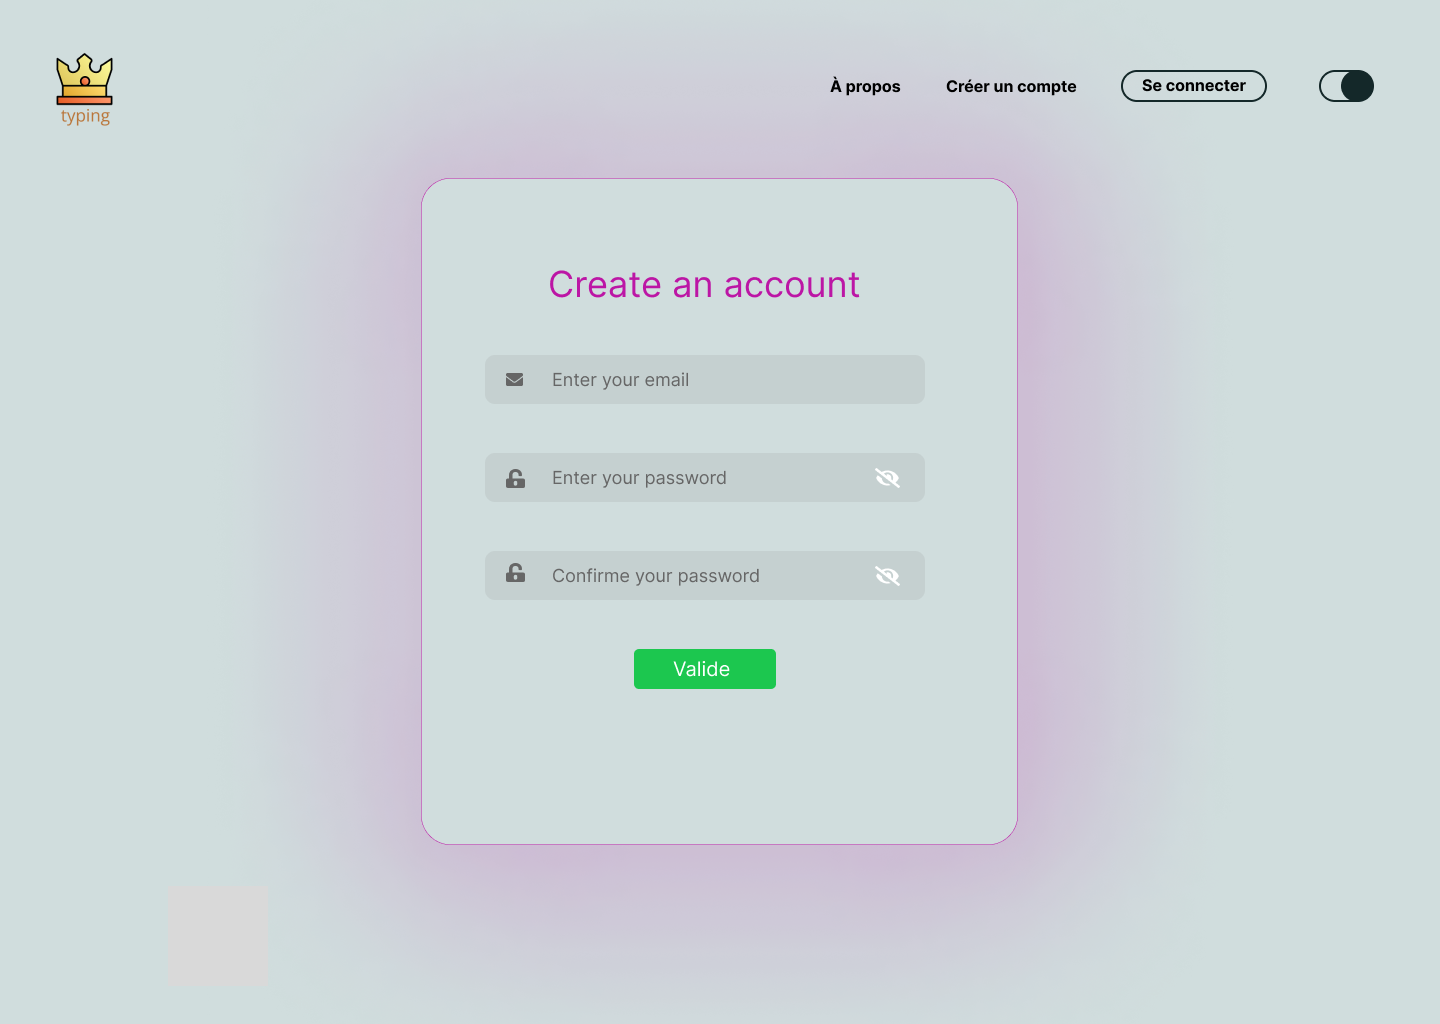 typing
À propos
Créer un compte
Se connecter
Create an account
Enter your email
Enter your password
Confirme your password
Valide